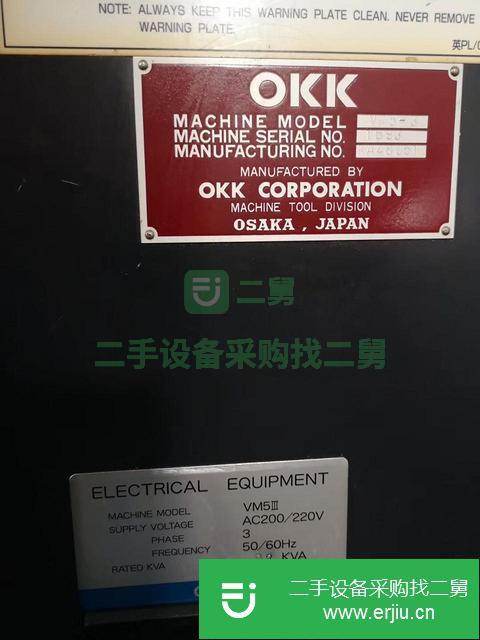 NOTE: ALWAYS KEEP THIS WARNING PLATE CLEAN. NEVER REMOVE
WARNING PLATE.
英PL/
OKK
MACHINE MODEL
MACHINE SERIAL NO.
MANUFACTURING NO.
MANUFACTURED BY
OKK CORPORATION
MACHINE TOOL DIVISION
OSAKA , JAPAN
二舅
二手设备采购找二舅
ELECTRICAL EQUIPMENT
MACHINE MODEL VM5Ⅲ
SUPPLY VOLTAGE AC200/220V
PHASE 3
FREQUENCY 50/60Hz
RATED KVA KVA
二手设备采购找二舅
www.erjiu.cn